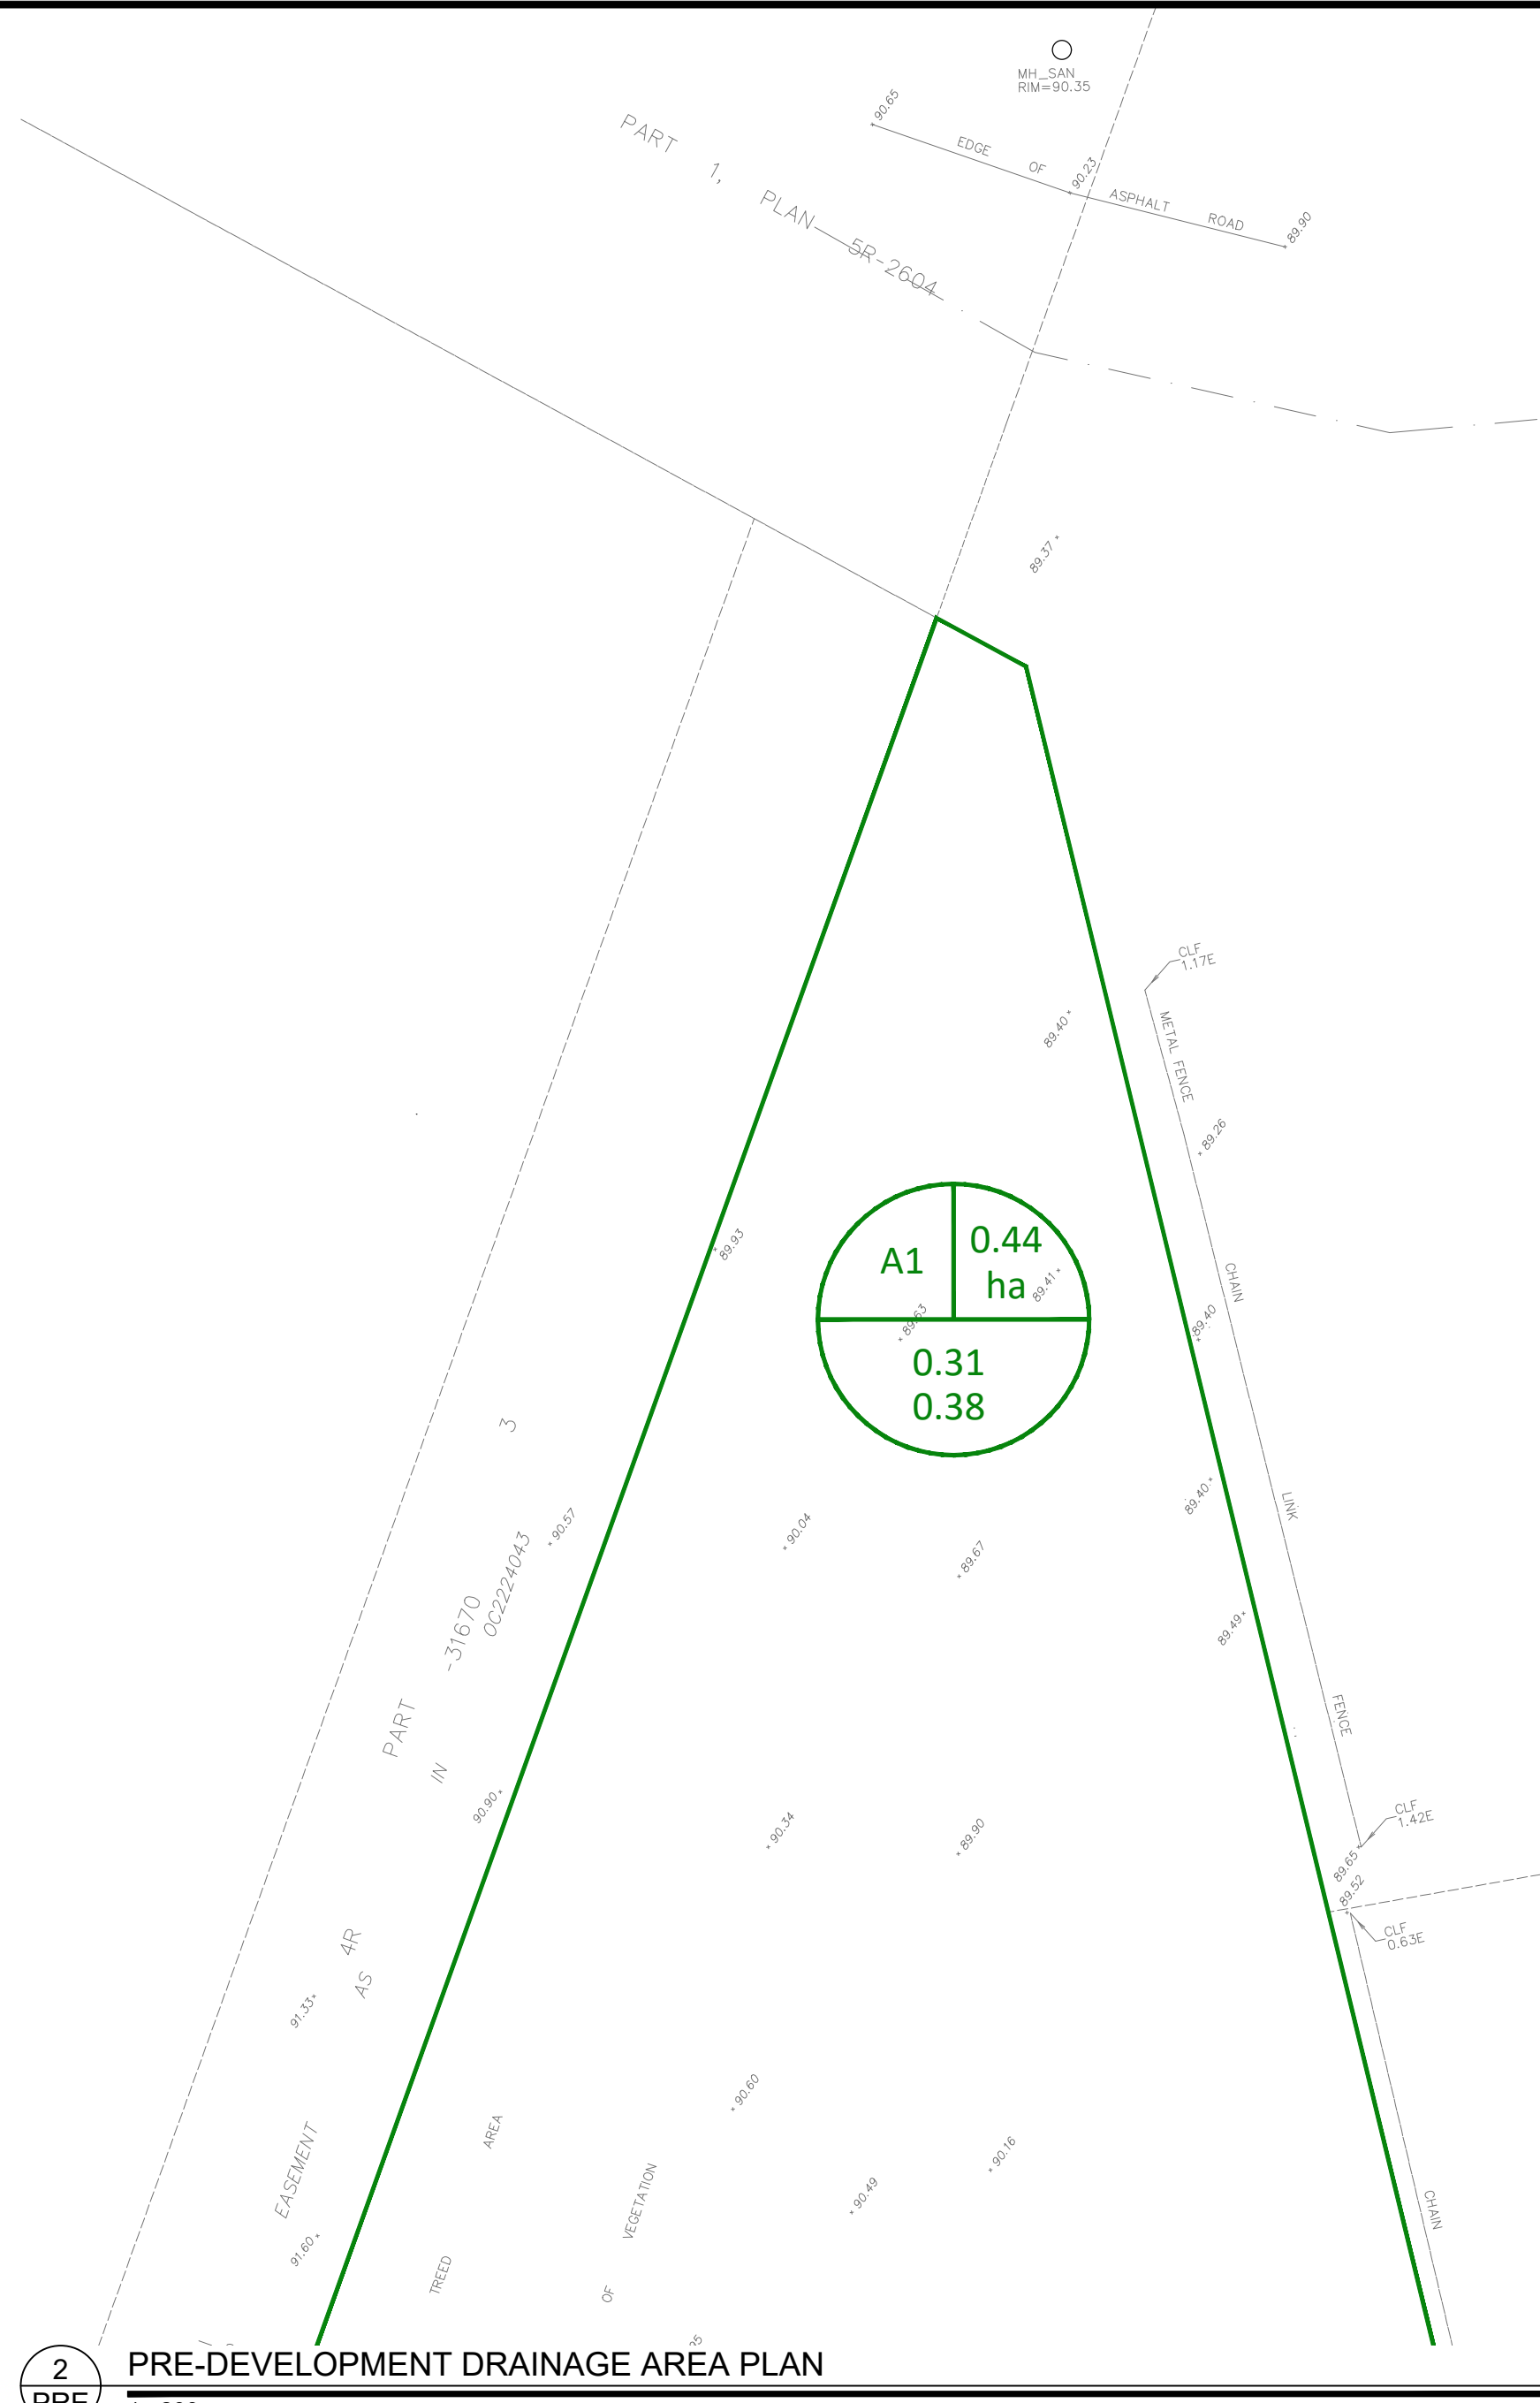 MH_SAN
RIM=90.35
90.65
EDGE OF ASPHALT ROAD
90.23
89.90
PART 1, PLAN 5R-2604
89.37
CLF
1.17E
89.40
METAL FENCE
89.26
89.93
A1
0.44
ha
89.41
89.63
0.31
0.38
CHAIN LINK FENCE
89.40
89.40
90.57
90.04
89.67
89.49
PART 3
4R -31670
EASEMENT AS IN OC2224043
90.90
90.34
89.90
CLF
1.42E
89.65
89.52
CLF
0.63E
91.33
90.60
90.16
90.49
91.60
TREED AREA
OF VEGETATION
CHAIN
2
PRE
PRE-DEVELOPMENT DRAINAGE AREA PLAN